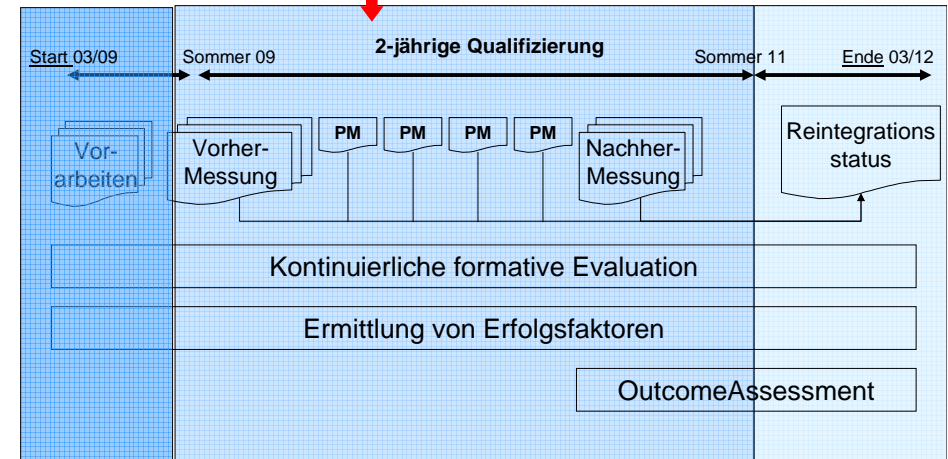 2-jährige Qualifizierung
Start 03/09
Sommer 09
Sommer 11
Ende 03/12
Vor-
arbeiten
Vorher-
Messung
PM
PM
PM
PM
Nachher-
Messung
Reintegrations
status
Kontinuierliche formative Evaluation
Ermittlung von Erfolgsfaktoren
OutcomeAssessment